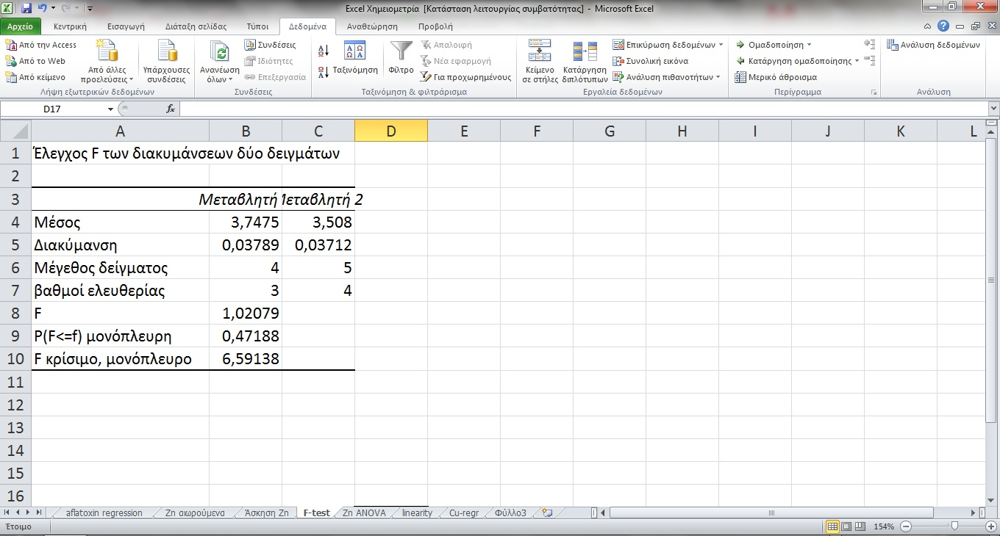 Excel Χημειομετρία [Κατάσταση λειτουργίας συμβατότητας] - Microsoft Excel
Αρχείο Κεντρική Εισαγωγή Διάταξη σελίδας Τύποι Δεδομένα Αναθεώρηση Προβολή
Από την Access
Από το Web
Από κείμενο
Από άλλες προελεύσεις
Υπάρχουσες συνδέσεις
Λήψη εξωτερικών δεδομένων
Ανανέωση όλων
Συνδέσεις
Ιδιότητες
Επεξεργασία
Συνδέσεις
Ταξινόμηση
Φίλτρο
Απαλοιφή
Νέα εφαρμογή
Για προχωρημένους
Ταξινόμηση & φιλτράρισμα
Κείμενο σε στήλες
Κατάργηση διπλότυπων
Επικύρωση δεδομένων
Συνολική εικόνα
Ανάλυση πιθανοτήτων
Εργαλεία δεδομένων
Ομαδοποίηση
Κατάργηση ομαδοποίησης
Μερικό άθροισμα
Περίγραμμα
Ανάλυση δεδομένων
Ανάλυση
D17 fx
A B C D E F G H I J K L
1 Έλεγχος F των διακυμάνσεων δύο δειγμάτων
2
3 Μεταβλητή Μεταβλητή 2
4 Μέσος 3,7475 3,508
5 Διακύμανση 0,03789 0,03712
6 Μέγεθος δείγματος 4 5
7 βαθμοί ελευθερίας 3 4
8 F 1,02079
9 P(F<=f) μονόπλευρη 0,47188
10 F κρίσιμο, μονόπλευρο 6,59138
11
12
13
14
15
16
aflatoxin regression Zn αιωρούμενα Άσκηση Zn F-test Zn ANOVA linearity Cu-regr Φύλλο3
Έτοιμο 154%